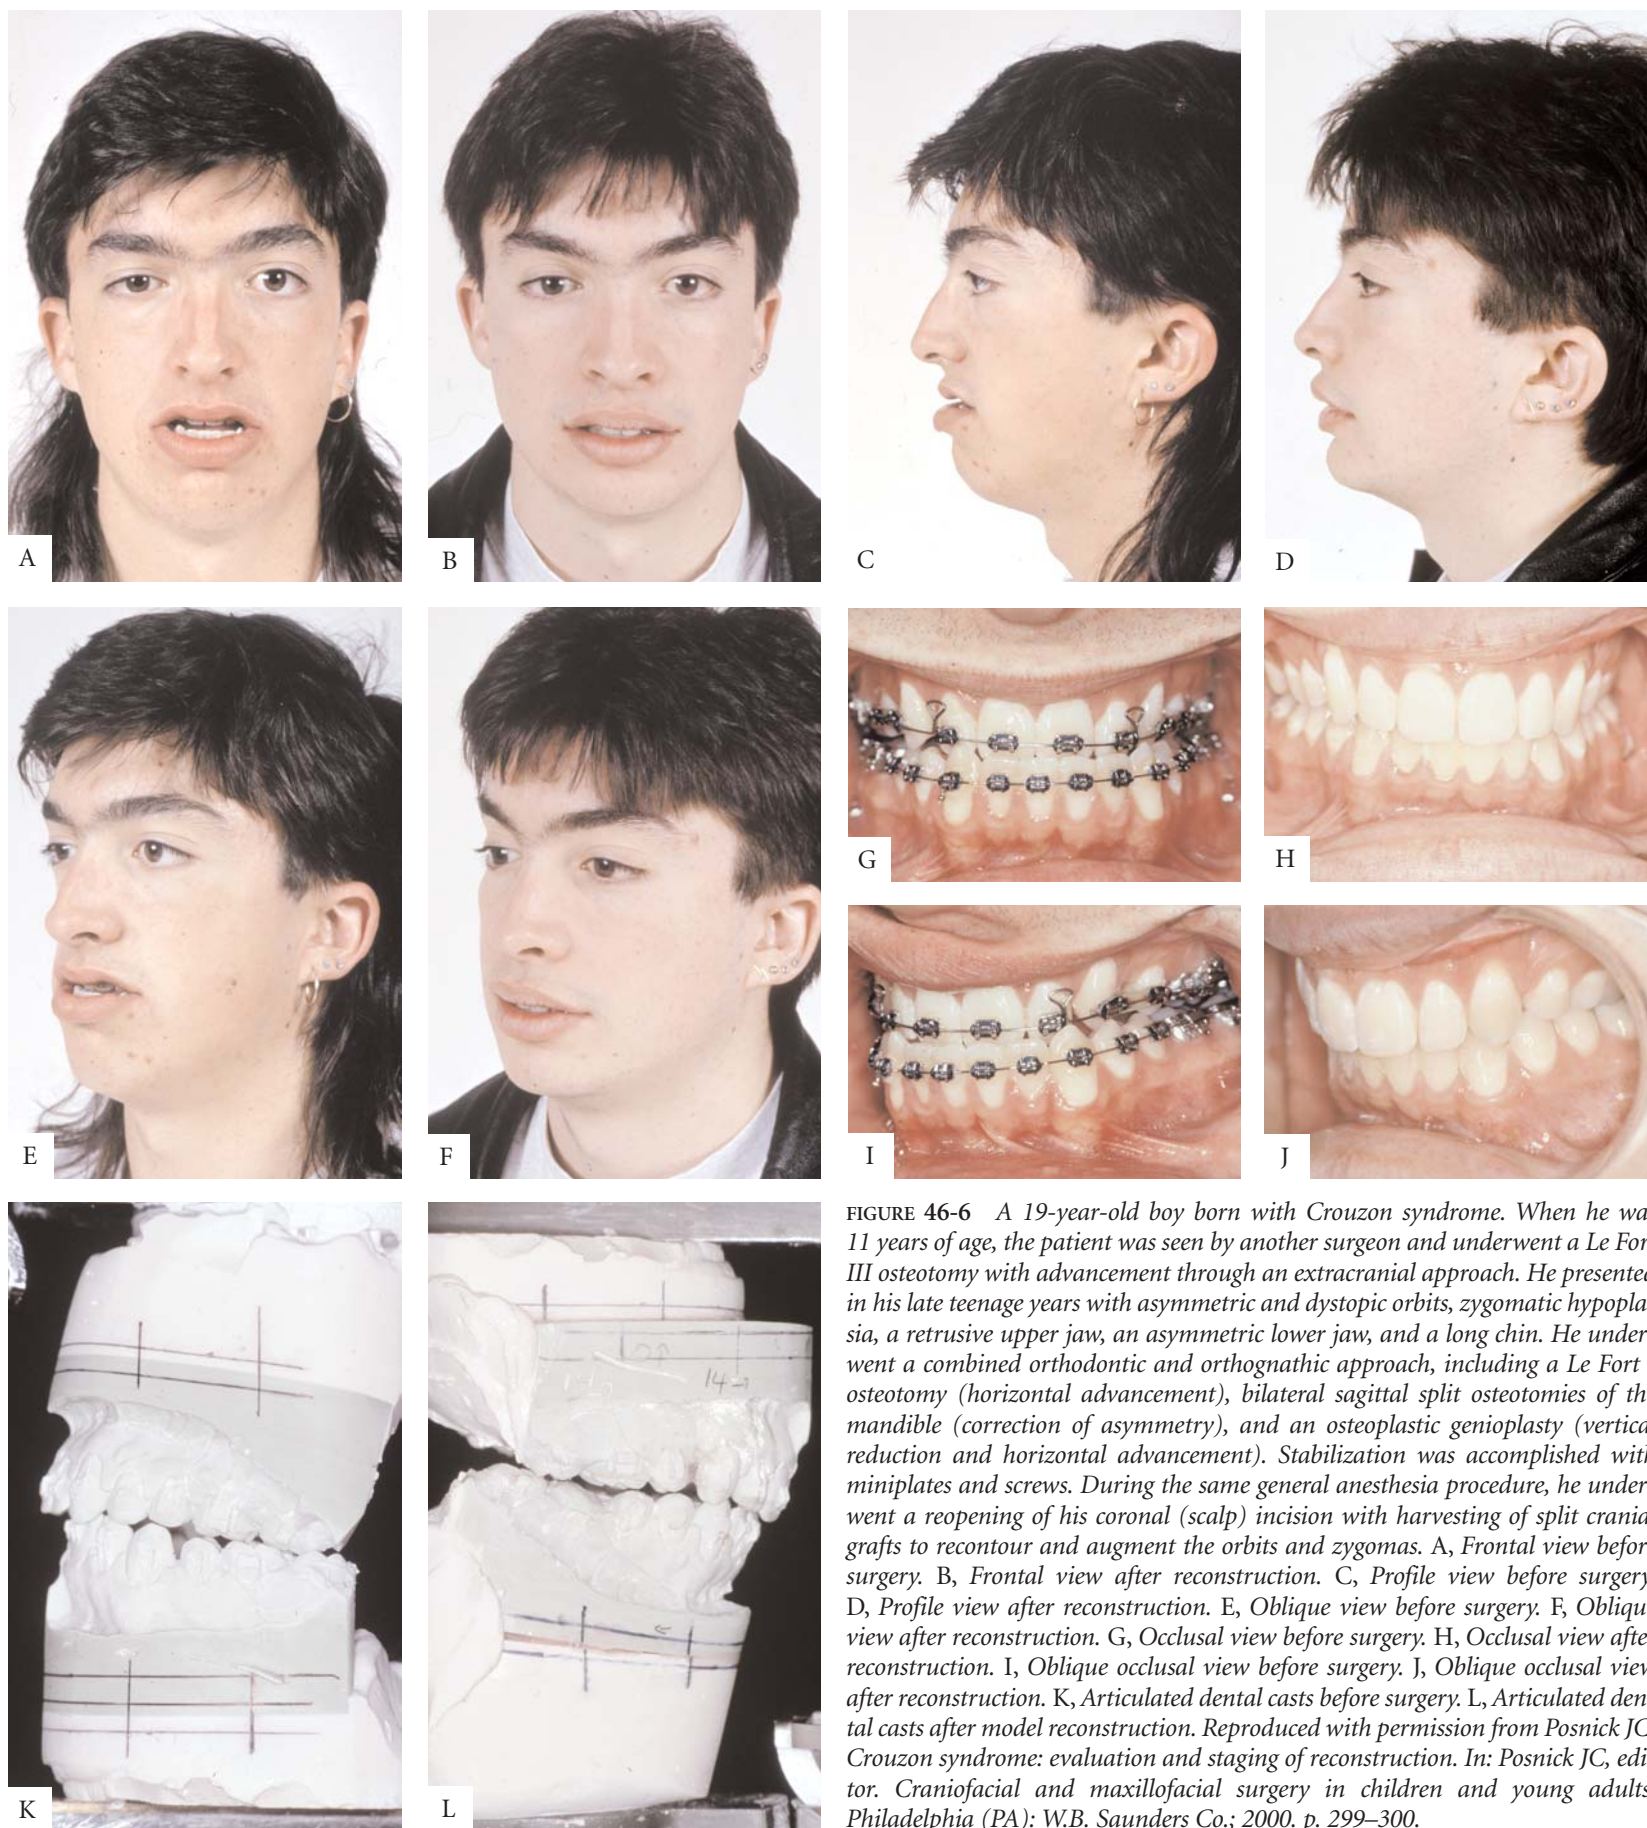 A
B
C
D
E
F
G
H
I
J
K
L
14
FIGURE 46-6 A 19-year-old boy born with Crouzon syndrome. When he wa
11 years of age, the patient was seen by another surgeon and underwent a Le For
III osteotomy with advancement through an extracranial approach. He presented
in his late teenage years with asymmetric and dystopic orbits, zygomatic hypopla
sia, a retrusive upper jaw, an asymmetric lower jaw, and a long chin. He under
went a combined orthodontic and orthognathic approach, including a Le Fort
osteotomy (horizontal advancement), bilateral sagittal split osteotomies of th
mandible (correction of asymmetry), and an osteoplastic genioplasty (vertica
reduction and horizontal advancement). Stabilization was accomplished with
miniplates and screws. During the same general anesthesia procedure, he under
went a reopening of his coronal (scalp) incision with harvesting of split crania
grafts to recontour and augment the orbits and zygomas. A, Frontal view befor
surgery. B, Frontal view after reconstruction. C, Profile view before surgery
D, Profile view after reconstruction. E, Oblique view before surgery. F, Obliqu
view after reconstruction. G, Occlusal view before surgery. H, Occlusal view afte
reconstruction. I, Oblique occlusal view before surgery. J, Oblique occlusal view
after reconstruction. K, Articulated dental casts before surgery. L, Articulated den
tal casts after model reconstruction. Reproduced with permission from Posnick JC
Crouzon syndrome: evaluation and staging of reconstruction. In: Posnick JC, edi
tor. Craniofacial and maxillofacial surgery in children and young adults
Philadelphia (PA): W.B. Saunders Co.; 2000. p. 299–300.